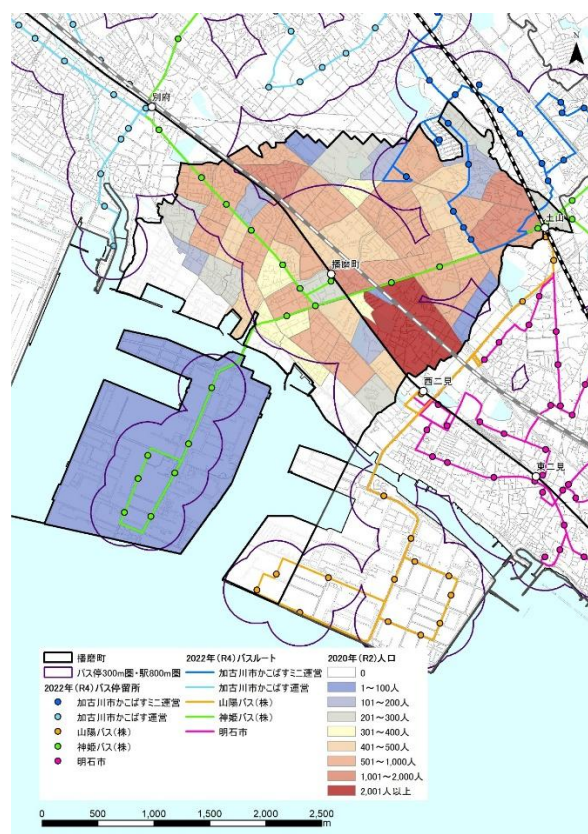 N
別府
土山
播磨町
西二見
東二見
播磨町
バス停300m圏・駅800m圏
2022年(R4)バス停留所
加古川市かこばすミニ運営
加古川市かこバス運営
山陽バス(株)
神姫バス(株)
明石市
2022年(R4)バスルート
加古川市かこばすミニ運営
加古川市かこバス運営
山陽バス(株)
神姫バス(株)
明石市
2020年(R2)人口
0
1~100人
101~200人
201~300人
301~400人
401~500人
501~1,000人
1,001~2,000人
2,001人以上
0 500 1,000 1,500 2,000 2,500
m